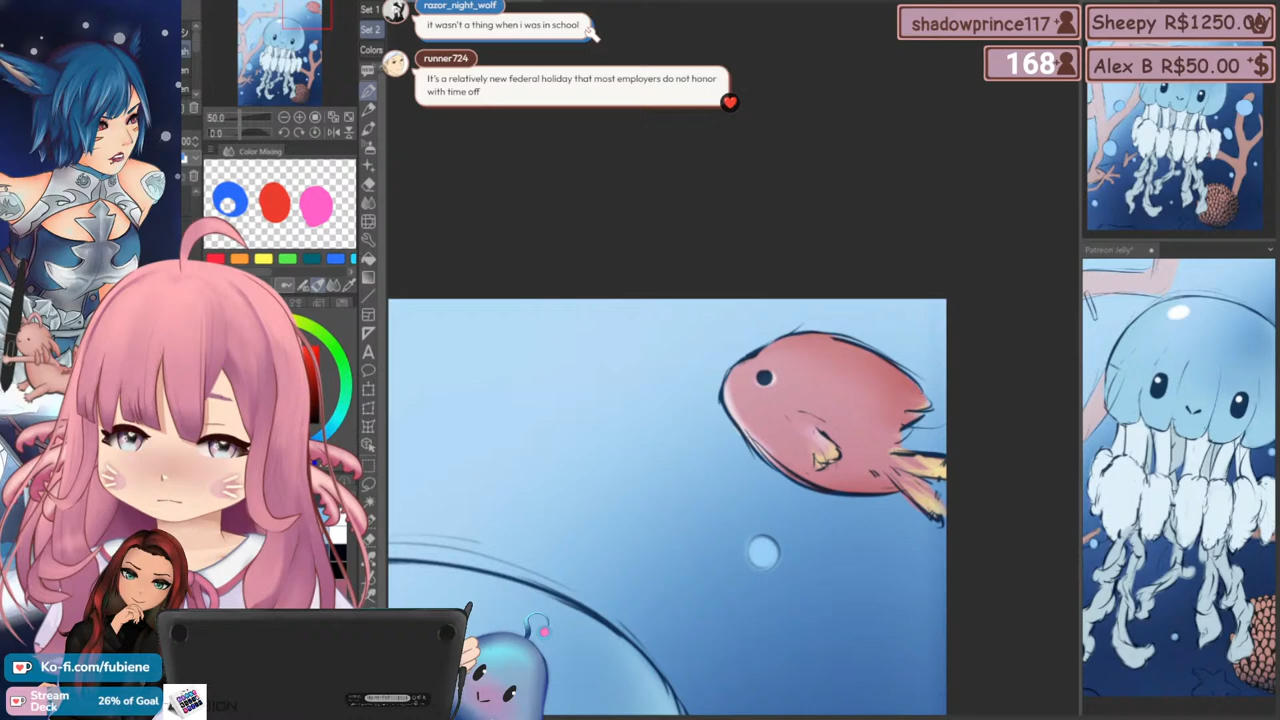 Set 1
Set 2
Colors
razor_night_wolf
it wasn't a thing when i was in school
runner724
It's a relatively new federal holiday that most employers do not honor
with time off
shadowprince117
168
Sheepy R$1250.00
Alex B R$50.00
50.0
0.0
Color Mixing
Patreon Jelly*
Ko-fi.com/fubiene
Stream
Deck
26% of Goal